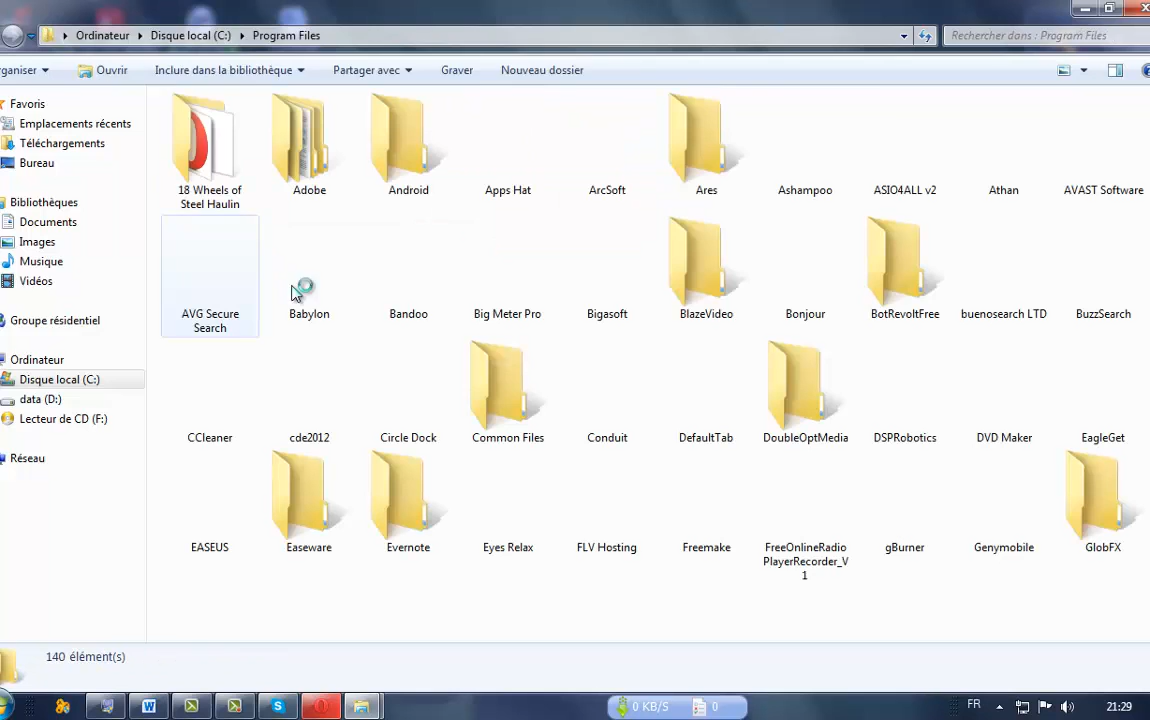 Ordinateur Disque local (C:) Program Files
Rechercher dans : Program Files
rganiser Ouvrir Inclure dans la bibliothèque Partager avec Graver Nouveau dossier
Favoris
Emplacements récents
Téléchargements
Bureau
Bibliothèques
Documents
Images
Musique
Vidéos
Groupe résidentiel
Ordinateur
Disque local (C:)
data (D:)
Lecteur de CD (F:)
Réseau
18 Wheels of
Steel Haulin
Adobe
Android
Apps Hat
ArcSoft
Ares
Ashampoo
ASIO4ALL v2
Athan
AVAST Software
AVG Secure
Search
Babylon
Bandoo
Big Meter Pro
Bigasoft
BlazeVideo
Bonjour
BotRevoltFree
buenosearch LTD
BuzzSearch
CCleaner
cde2012
Circle Dock
Common Files
Conduit
DefaultTab
DoubleOptMedia
DSPRobotics
DVD Maker
EagleGet
EASEUS
Easeware
Evernote
Eyes Relax
FLV Hosting
Freemake
FreeOnlineRadio
PlayerRecorder_V
1
gBurner
Genymobile
GlobFX
140 élément(s)
0 KB/S 0
FR
21:29